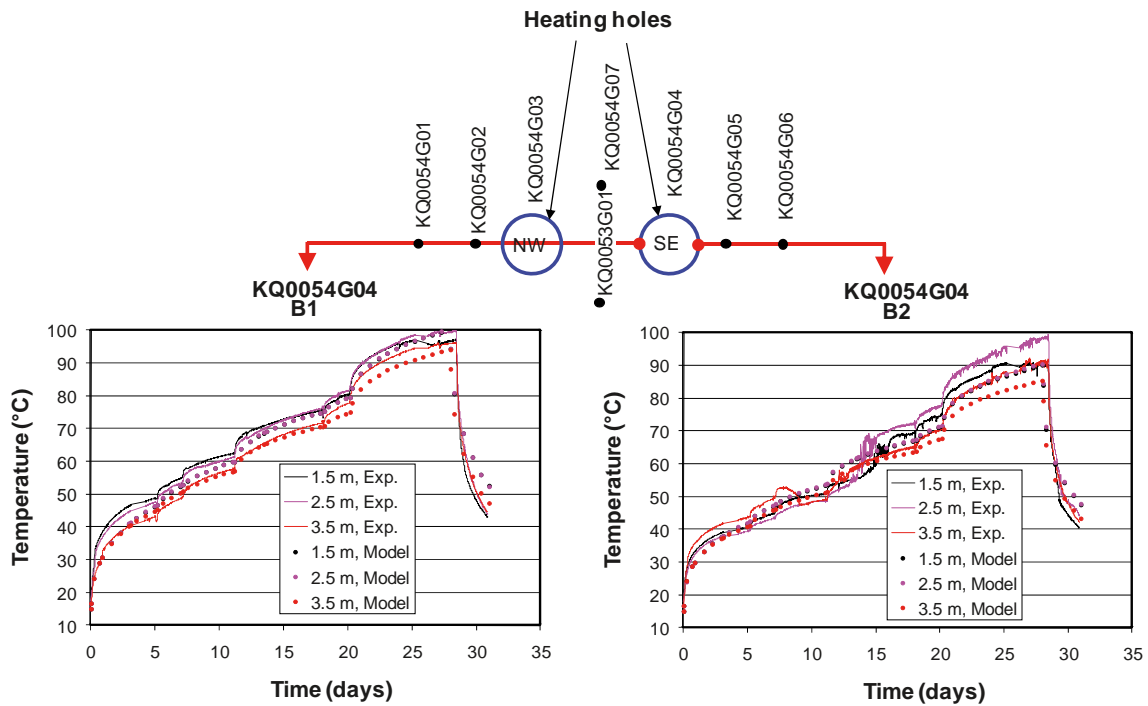 Heating holes
KQ0054G01
KQ0054G02
KQ0054G03
KQ0053G01
KQ0054G07
KQ0054G04
KQ0054G05
KQ0054G06
NW
SE
KQ0054G04
B1
KQ0054G04
B2
Temperature (°C)
100
90
80
70
60
50
40
30
20
10
1.5 m, Exp.
2.5 m, Exp.
3.5 m, Exp.
1.5 m, Model
2.5 m, Model
3.5 m, Model
0 5 10 15 20 25 30 35
Time (days)
Temperature (°C)
100
90
80
70
60
50
40
30
20
10
1.5 m, Exp.
2.5 m, Exp.
3.5 m, Exp.
1.5 m, Model
2.5 m, Model
3.5 m, Model
0 5 10 15 20 25 30 35
Time (days)